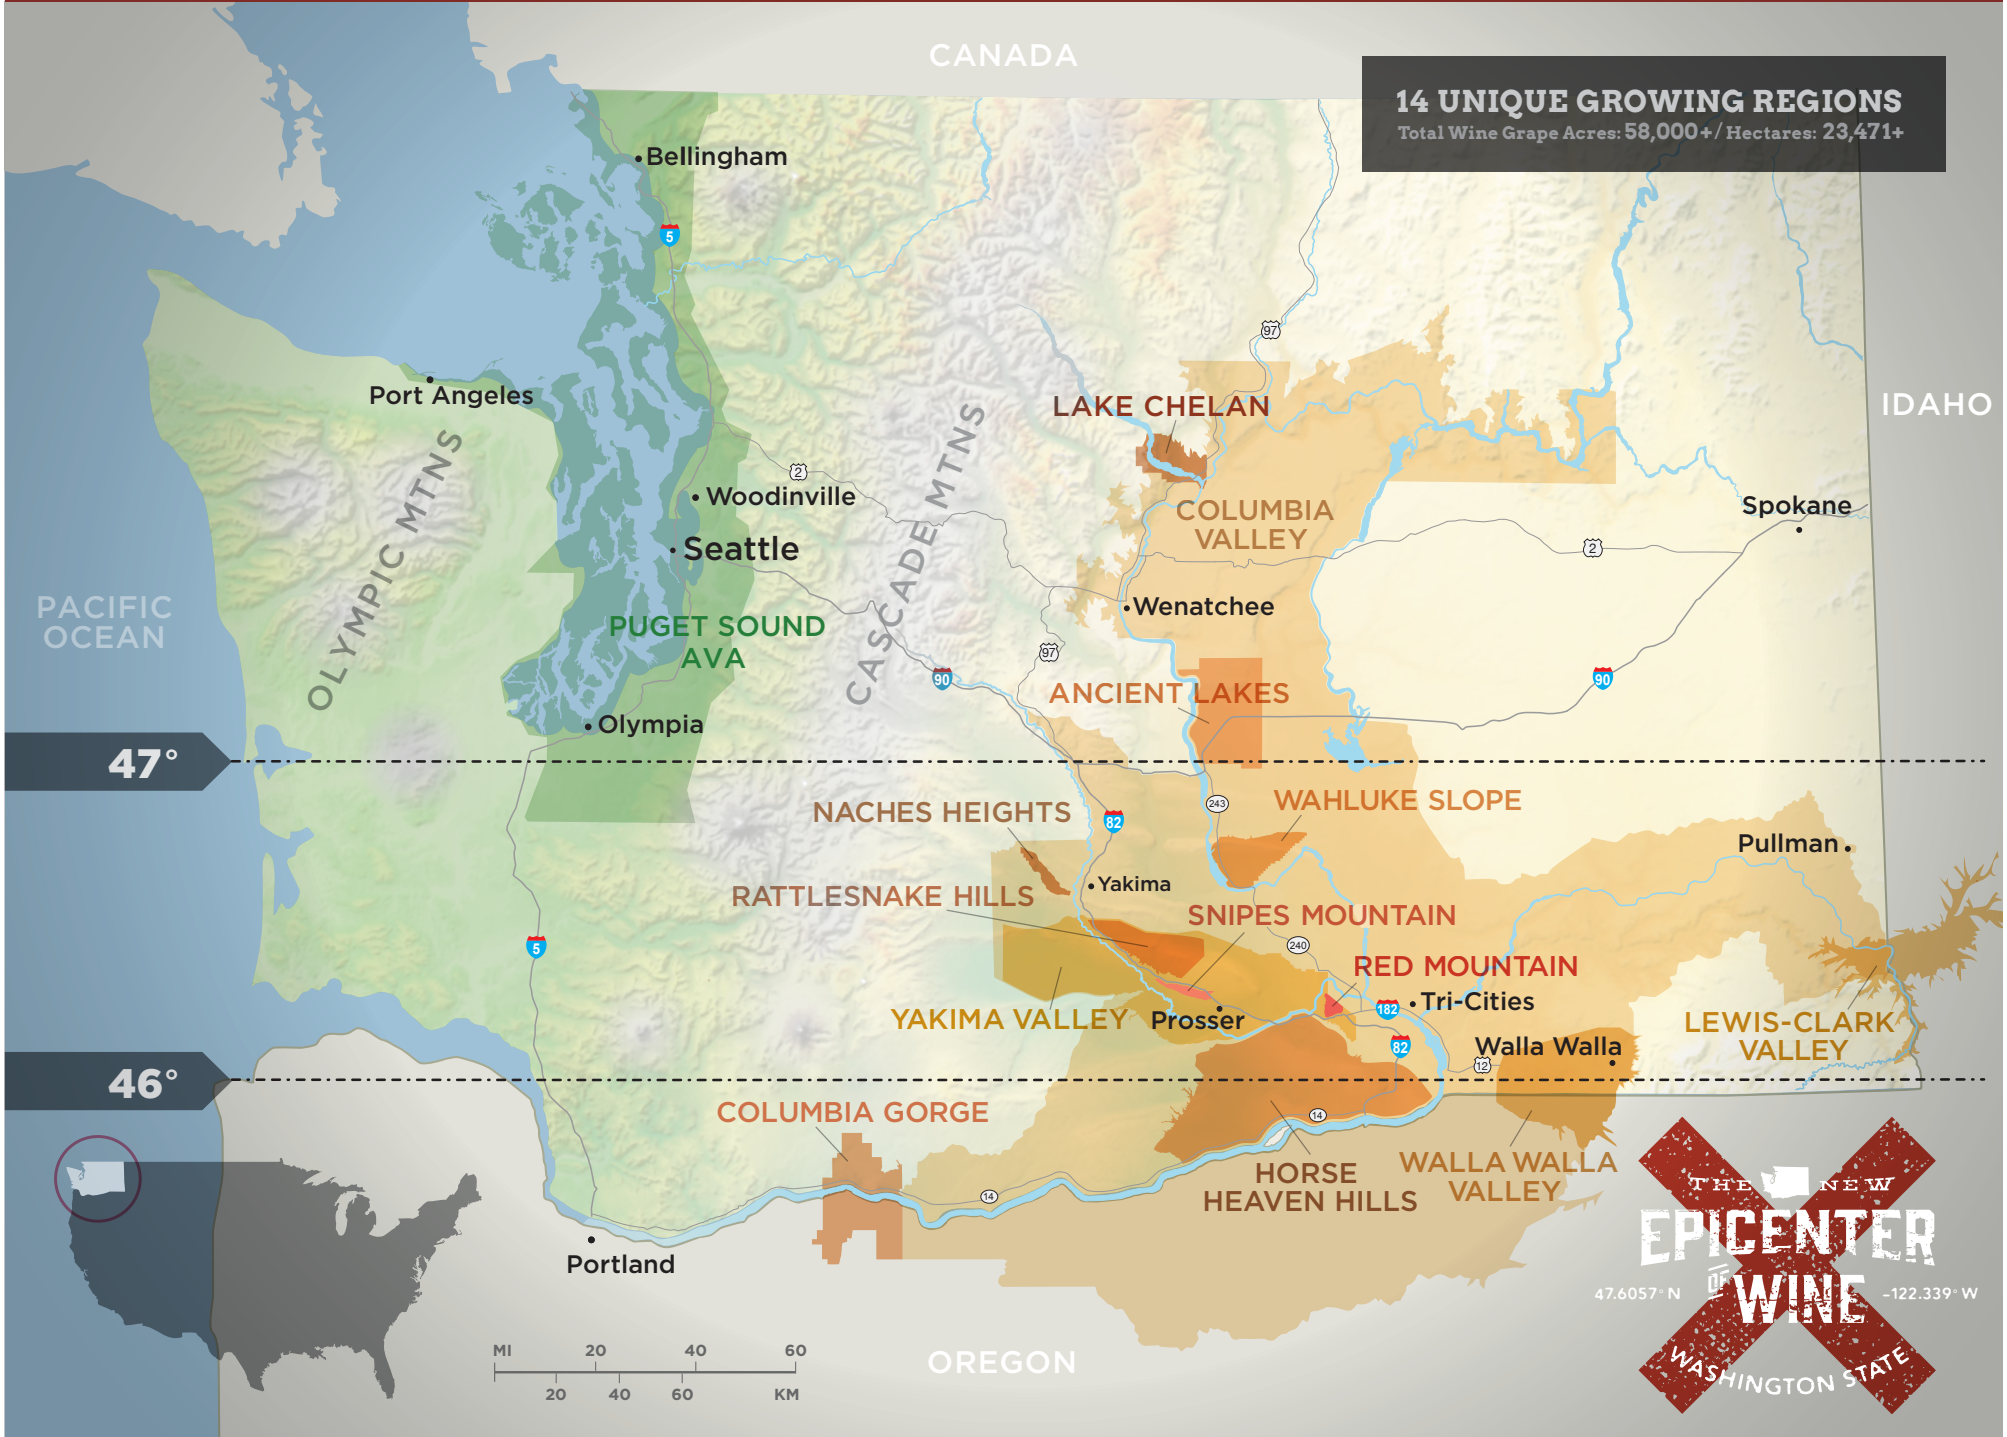 CANADA
14 UNIQUE GROWING REGIONS
Total Wine Grape Acres: 58,000+/ Hectares: 23,471+
Bellingham
5
97
Port Angeles
LAKE CHELAN
IDAHO
OLYMPIC MTNS
CASCADE MTNS
2
Woodinville
COLUMBIA
VALLEY
Spokane
Seattle
2
PACIFIC
OCEAN
Wenatchee
PUGET SOUND
AVA
97
90
90
ANCIENT LAKES
Olympia
47°
NACHES HEIGHTS
82
243
WAHLUKE SLOPE
Pullman
Yakima
RATTLESNAKE HILLS
SNIPES MOUNTAIN
5
240
RED MOUNTAIN
YAKIMA VALLEY
Prosser
182
Tri-Cities
LEWIS-CLARK
VALLEY
82
Walla Walla
12
46°
COLUMBIA GORGE
14
HORSE
HEAVEN HILLS
WALLA WALLA
VALLEY
14
Portland
THE NEW
EPICENTER
OF
WINE
47.6057° N
-122.339° W
WASHINGTON STATE
MI 20 40 60
20 40 60 KM
OREGON